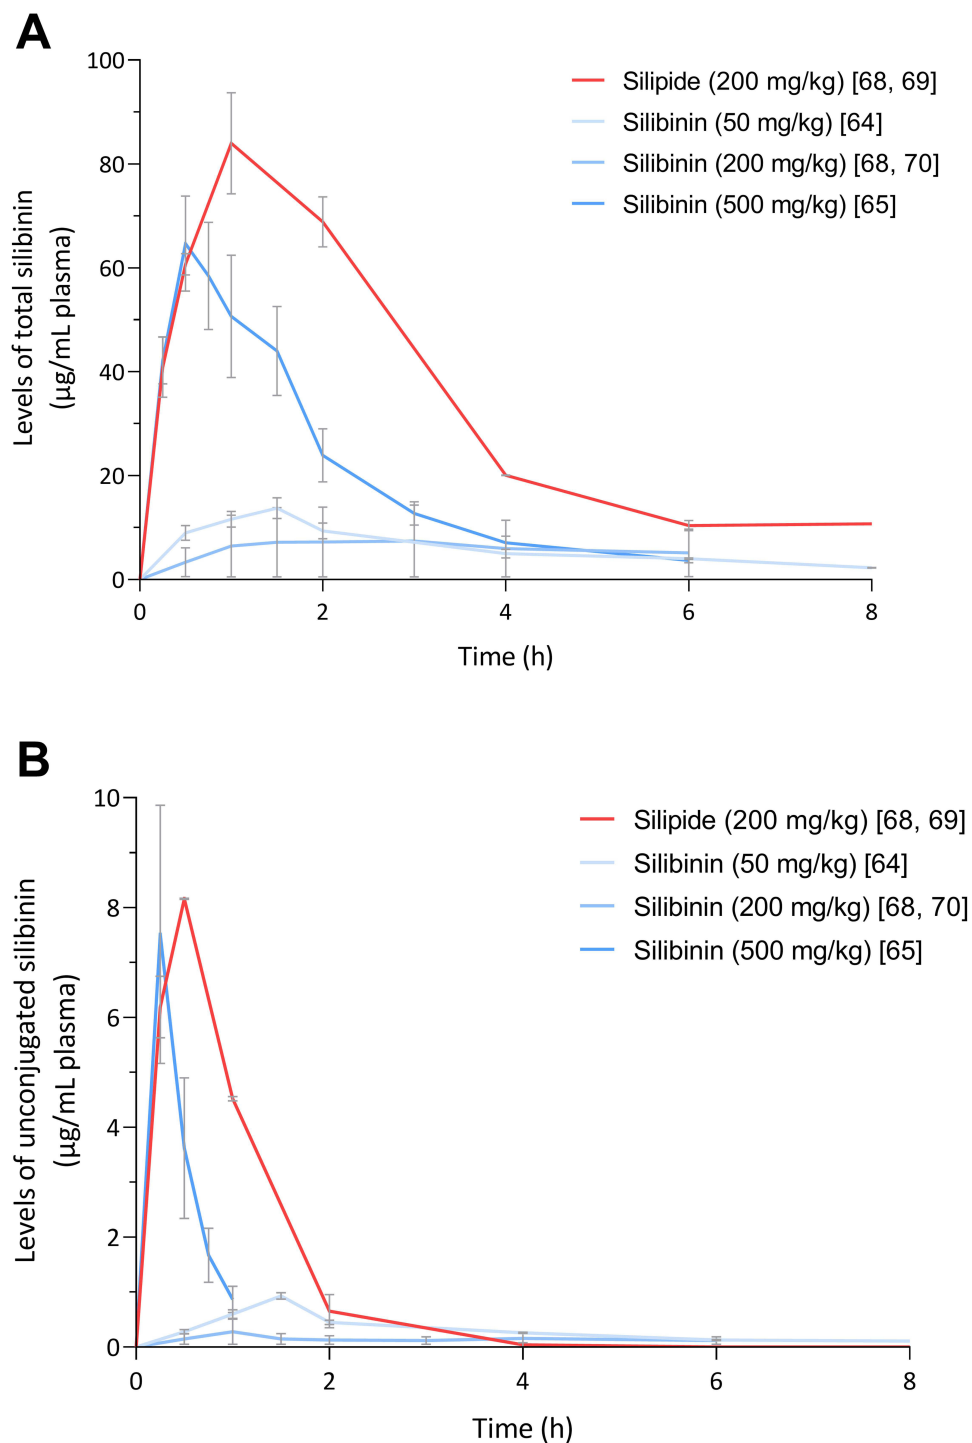 A
Levels of total silibinin
(µg/mL plasma)
100
80
60
40
20
0
Silipide (200 mg/kg) [68, 69]
Silibinin (50 mg/kg) [64]
Silibinin (200 mg/kg) [68, 70]
Silibinin (500 mg/kg) [65]
0 2 4 6 8
Time (h)
B
Levels of unconjugated silibinin
(µg/mL plasma)
10
8
6
4
2
0
Silipide (200 mg/kg) [68, 69]
Silibinin (50 mg/kg) [64]
Silibinin (200 mg/kg) [68, 70]
Silibinin (500 mg/kg) [65]
0 2 4 6 8
Time (h)